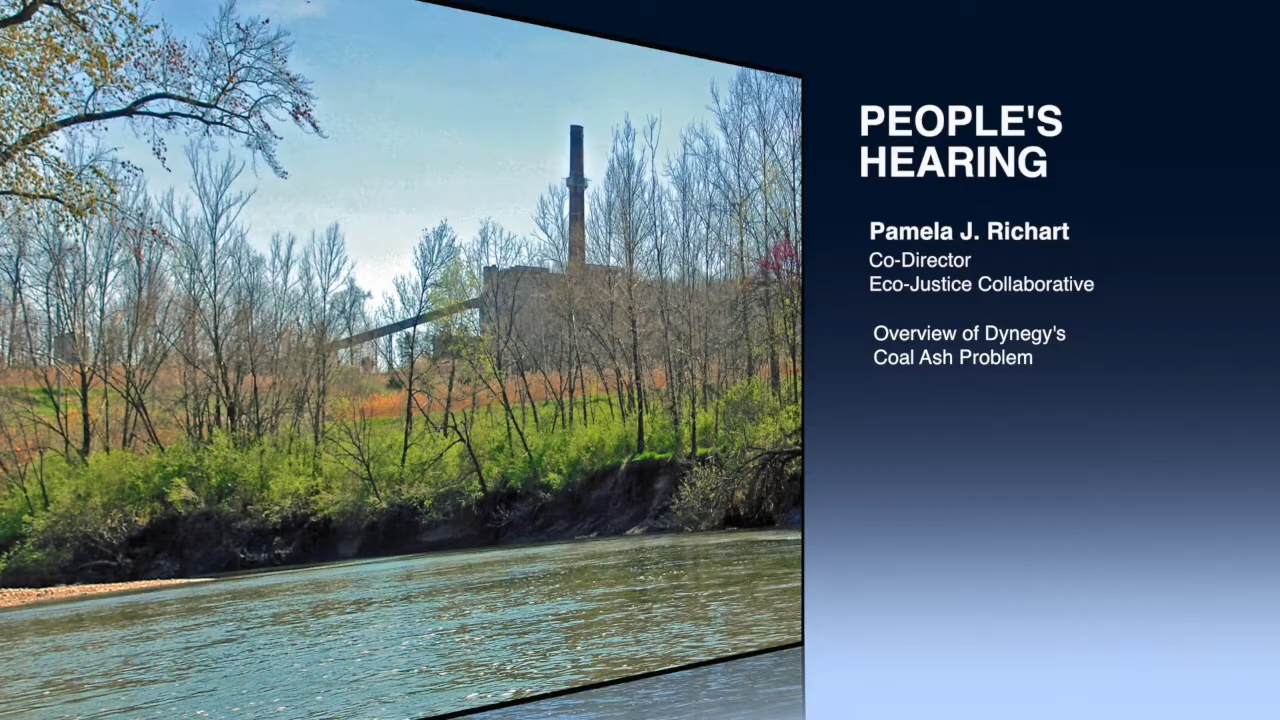 PEOPLE'S
HEARING
Pamela J. Richart
Co-Director
Eco-Justice Collaborative
Overview of Dynegy's
Coal Ash Problem